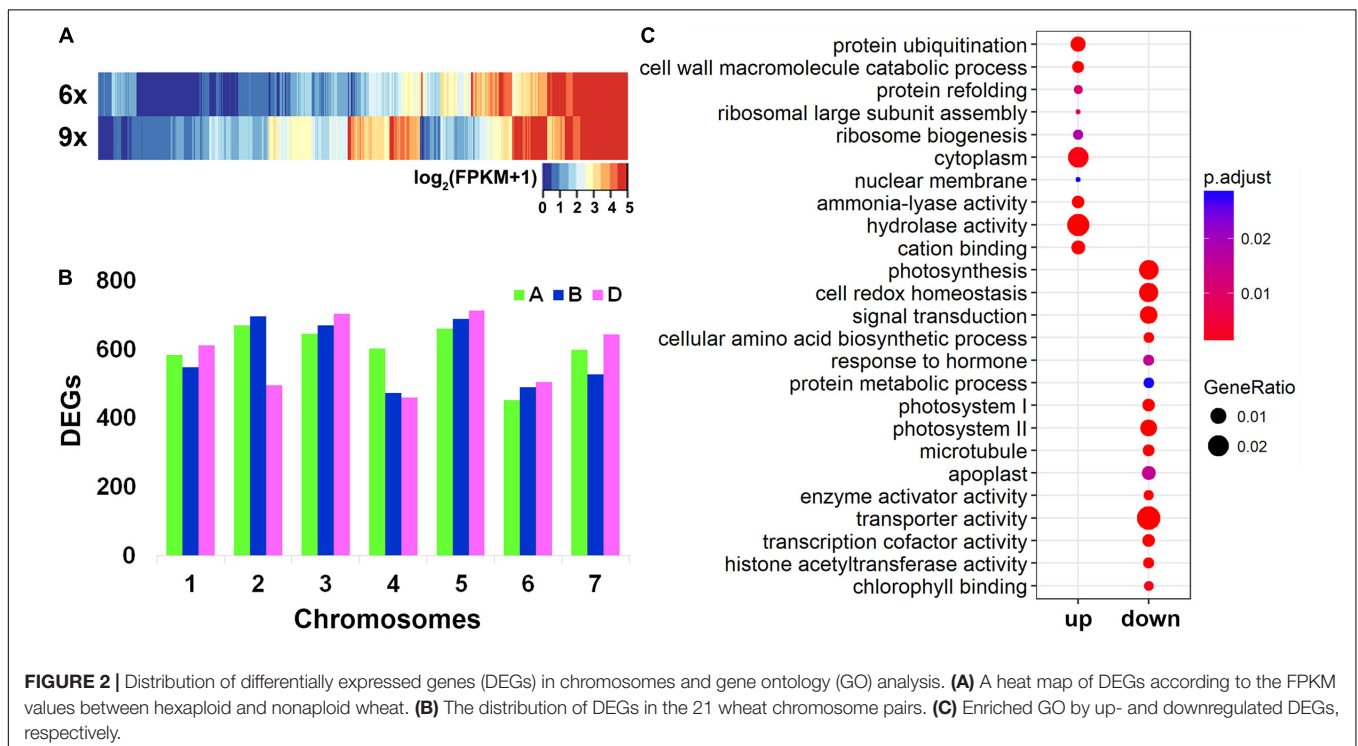 A
6x
9x
log2(FPKM+1)
0 1 2 3 4 5
B
800
600
400
200
0
DEGs
A B D
1 2 3 4 5 6 7
Chromosomes
C
protein ubiquitination
cell wall macromolecule catabolic process
protein refolding
ribosomal large subunit assembly
ribosome biogenesis
cytoplasm
nuclear membrane
ammonia-lyase activity
hydrolase activity
cation binding
photosynthesis
cell redox homeostasis
signal transduction
cellular amino acid biosynthetic process
response to hormone
protein metabolic process
photosystem I
photosystem II
microtubule
apoplast
enzyme activator activity
transporter activity
transcription cofactor activity
histone acetyltransferase activity
chlorophyll binding
up down
p.adjust
0.02
0.01
GeneRatio
0.01
0.02
FIGURE 2 | Distribution of differentially expressed genes (DEGs) in chromosomes and gene ontology (GO) analysis. (A) A heat map of DEGs according to the FPKM
values between hexaploid and nonaploid wheat. (B) The distribution of DEGs in the 21 wheat chromosome pairs. (C) Enriched GO by up- and downregulated DEGs,
respectively.